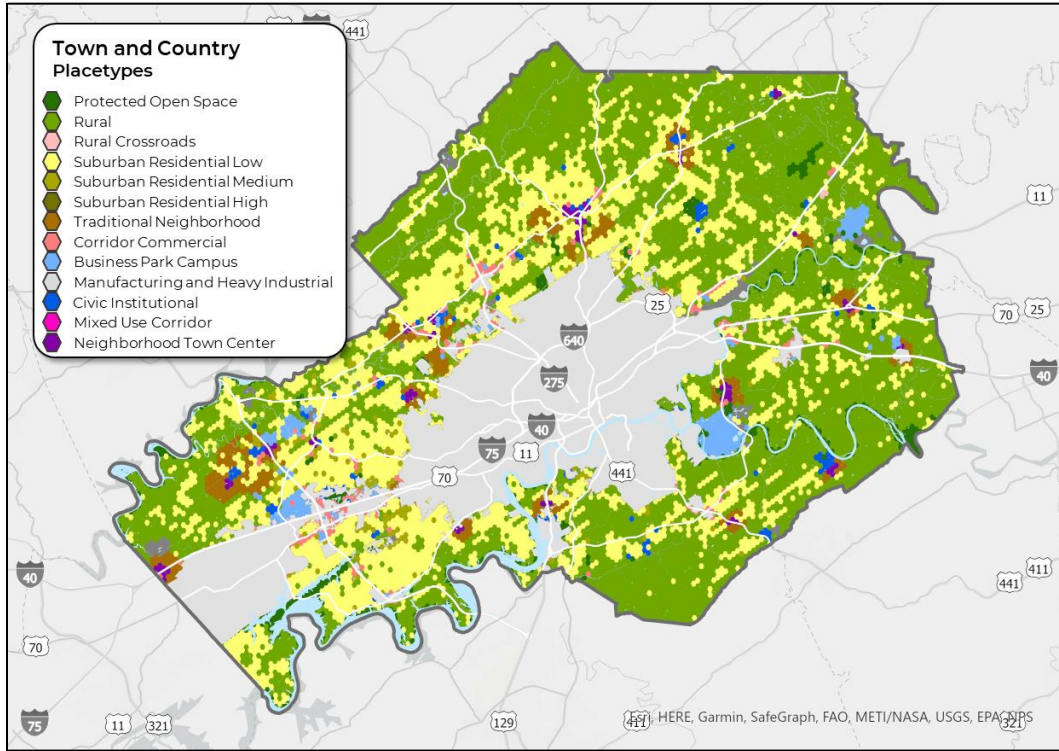 Town and Country
Placetypes
Protected Open Space
Rural
Rural Crossroads
Suburban Residential Low
Suburban Residential Medium
Suburban Residential High
Traditional Neighborhood
Corridor Commercial
Business Park Campus
Manufacturing and Heavy Industrial
Civic Institutional
Mixed Use Corridor
Neighborhood Town Center
441
11
25
70
25
40
640
275
40
75
11
70
441
40
70
75
11
321
129
411
441
411
321
Esri, HERE, Garmin, SafeGraph, FAO, METI/NASA, USGS, EPA, NPS